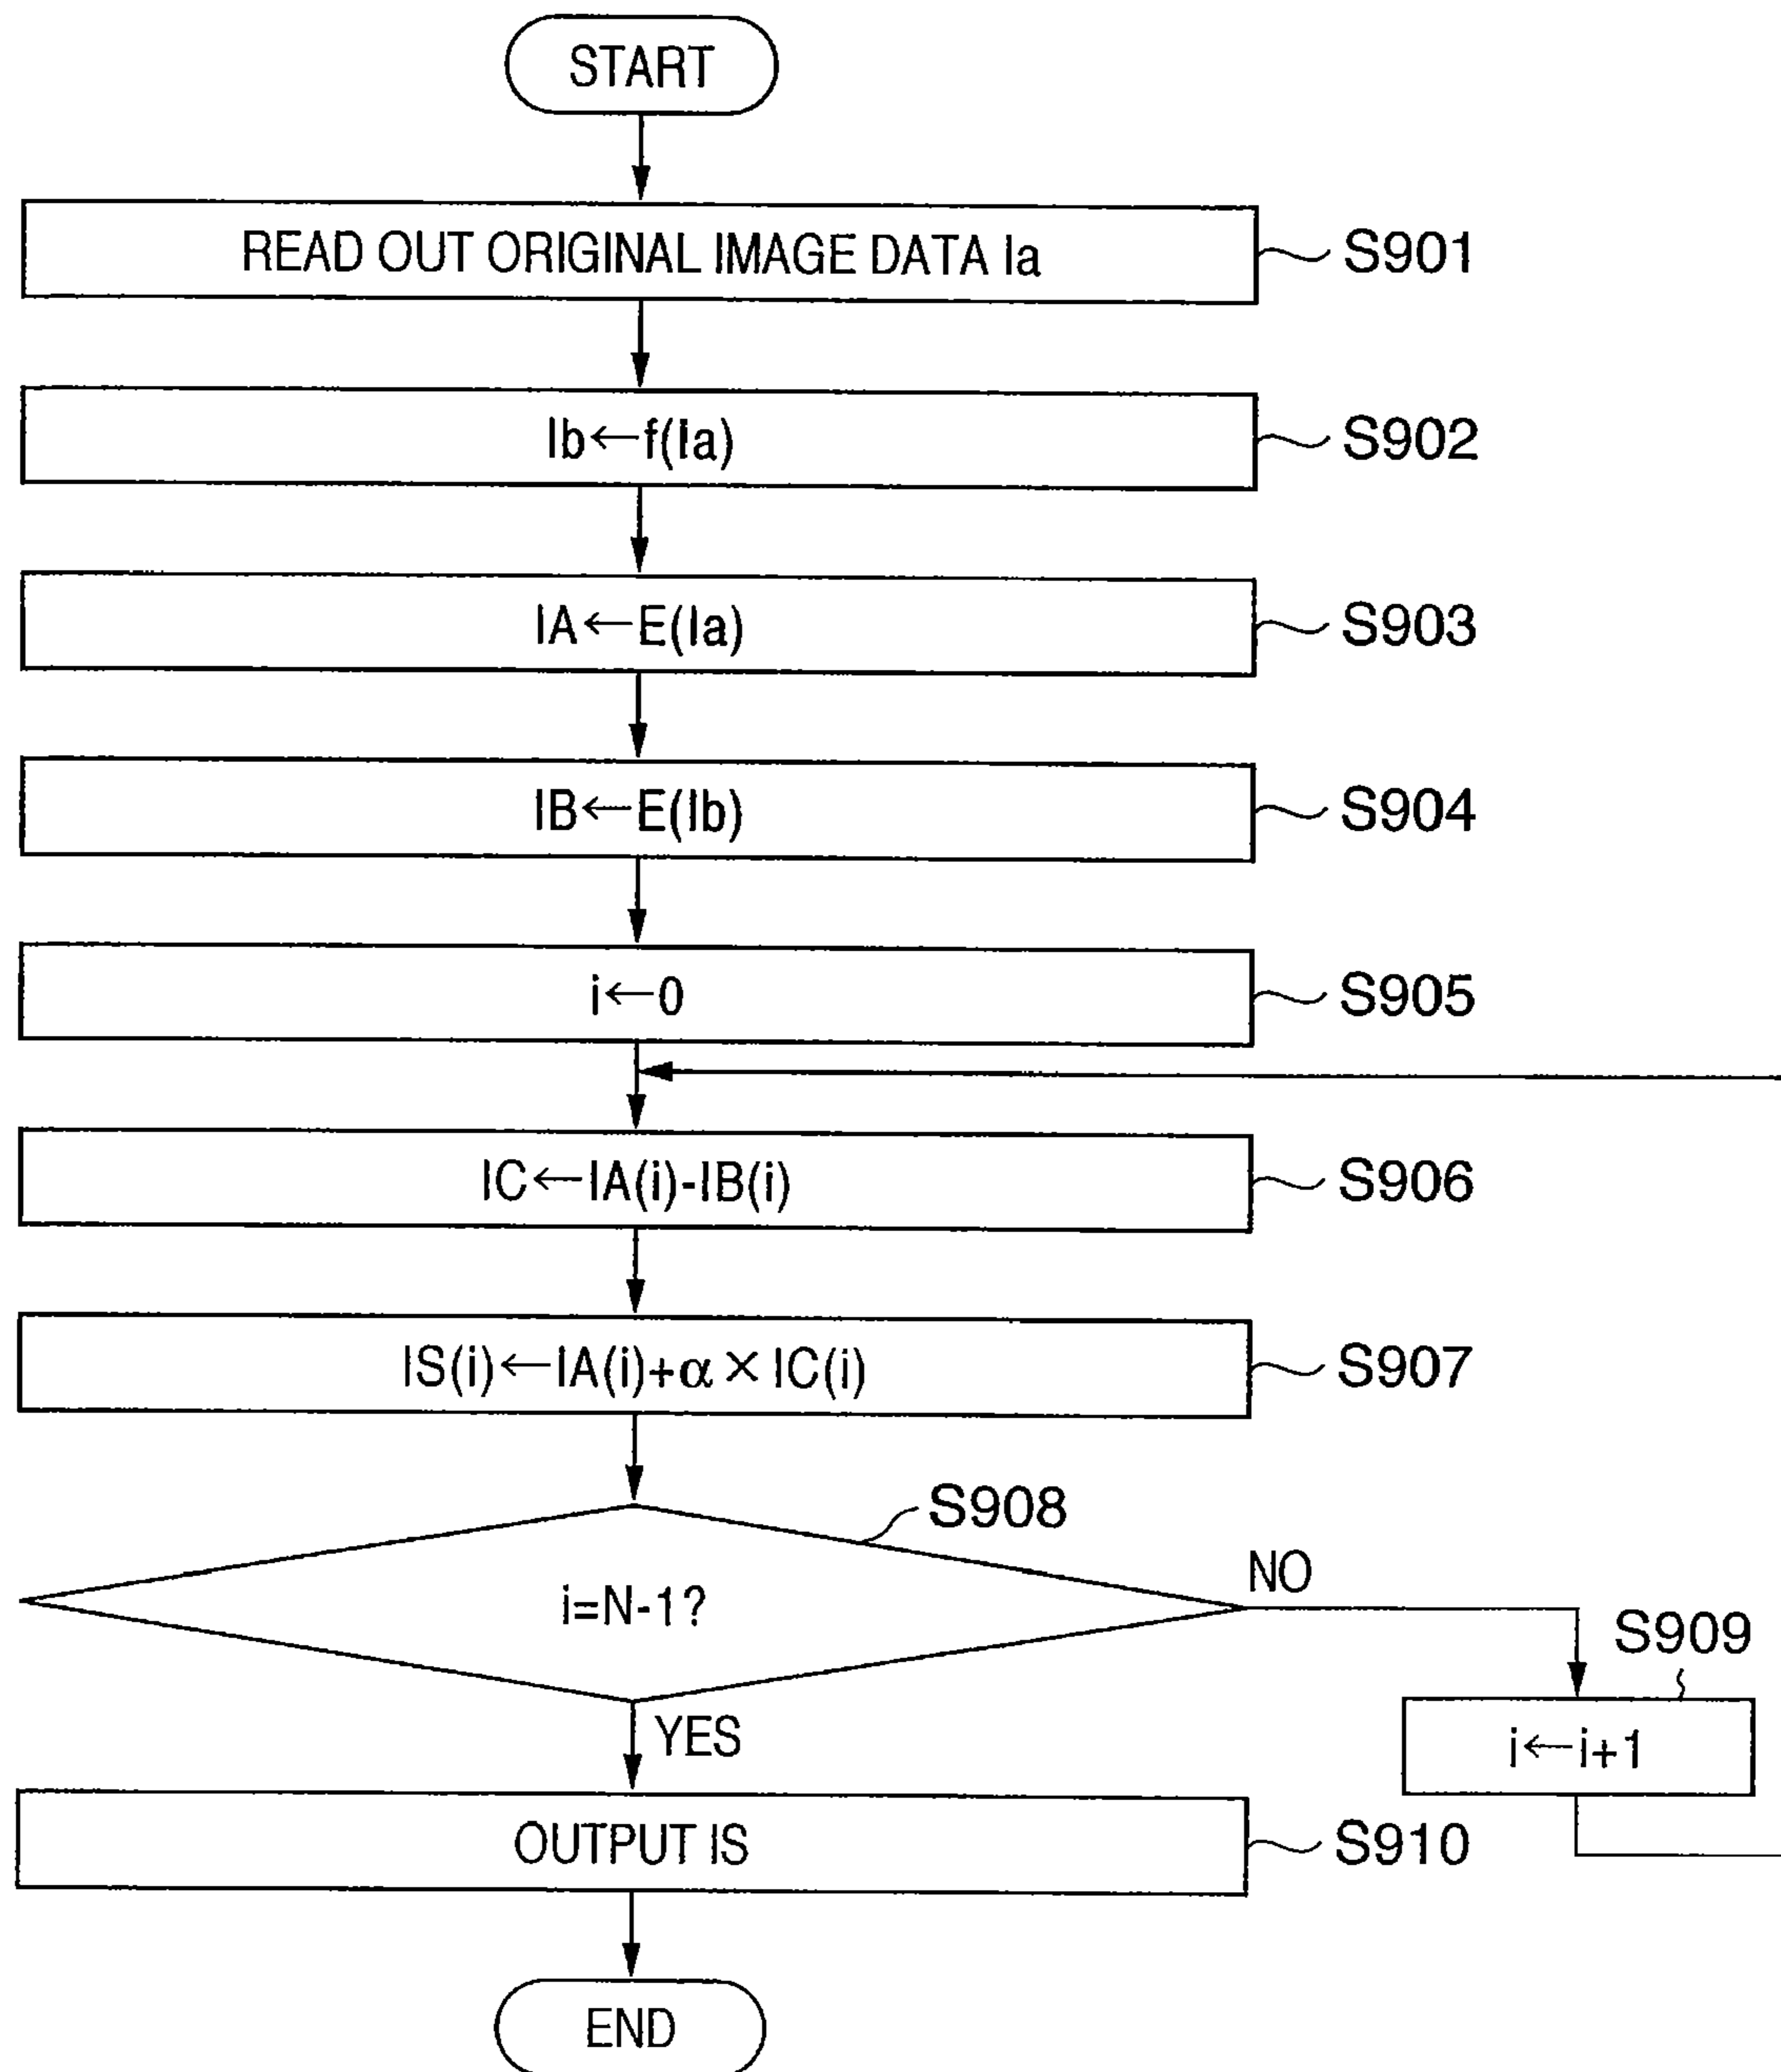 START
READ OUT ORIGINAL IMAGE DATA Ia
S901
Ib←f(Ia)
S902
IA←E(Ia)
S903
IB←E(Ib)
S904
i←0
S905
IC←IA(i)-IB(i)
S906
IS(i)←IA(i)+α×IC(i)
S907
S908
i=N-1?
NO
S909
i←i+1
YES
OUTPUT IS
S910
END